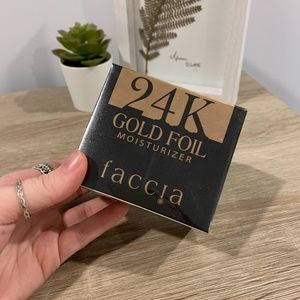 24K
GOLD FOIL
MOISTURIZER
faccia